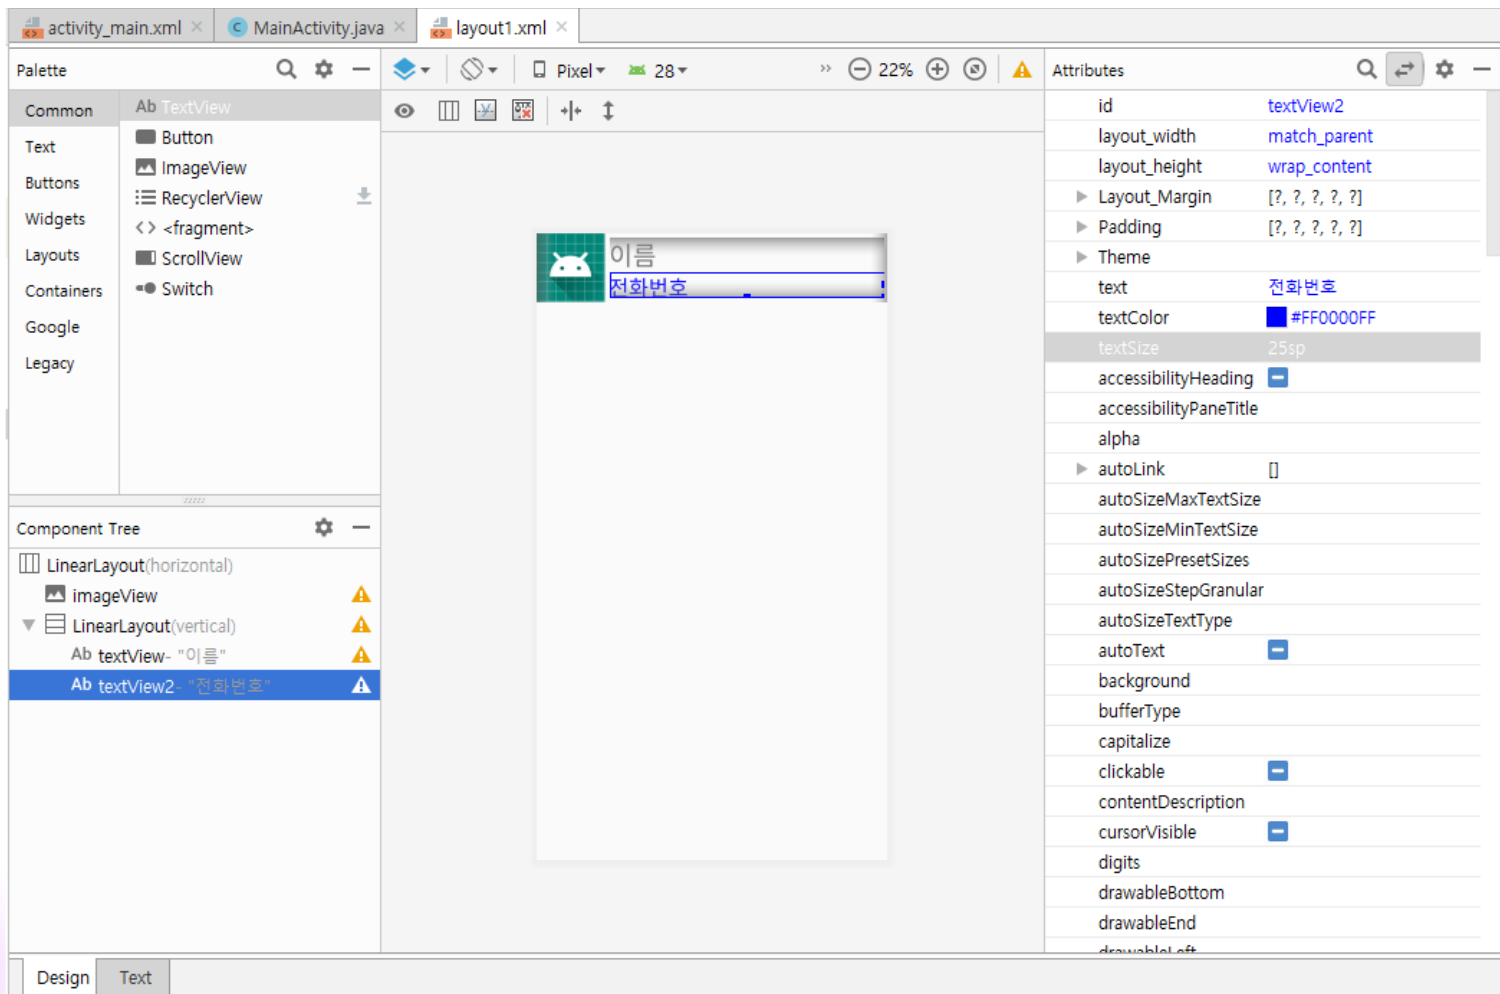 activity_main.xml
MainActivity.java
layout1.xml
Palette
Common
Text
Buttons
Widgets
Layouts
Containers
Google
Legacy
Ab TextView
Button
ImageView
RecyclerView
<fragment>
ScrollView
Switch
Component Tree
LinearLayout(horizontal)
imageView
LinearLayout(vertical)
Ab textView- "이름"
Ab textView2- "전화번호"
Pixel
28
22%
이름
전화번호
Attributes
id textView2
layout_width match_parent
layout_height wrap_content
Layout_Margin [?, ?, ?, ?, ?]
Padding [?, ?, ?, ?, ?]
Theme
text 전화번호
textColor #FF0000FF
textSize 25sp
accessibilityHeading
accessibilityPaneTitle
alpha
autoLink []
autoSizeMaxTextSize
autoSizeMinTextSize
autoSizePresetSizes
autoSizeStepGranular
autoSizeTextType
autoText
background
bufferType
capitalize
clickable
contentDescription
cursorVisible
digits
drawableBottom
drawableEnd
drawableLeft
Design Text